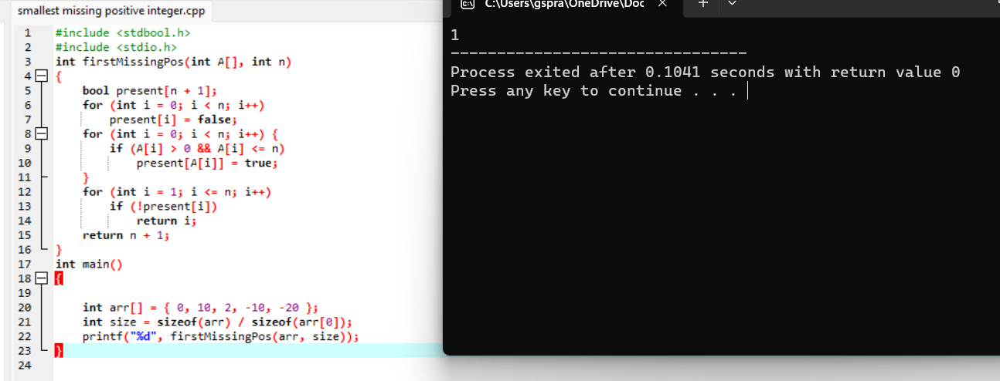 smallest missing positive integer.cpp
1 #include <stdbool.h>
2 #include <stdio.h>
3 int firstMissingPos(int A[], int n)
4 {
5 bool present[n + 1];
6 for (int i = 0; i < n; i++)
7 present[i] = false;
8 for (int i = 0; i < n; i++) {
9 if (A[i] > 0 && A[i] <= n)
10 present[A[i]] = true;
11 }
12 for (int i = 1; i <= n; i++)
13 if (!present[i])
14 return i;
15 return n + 1;
16 }
17 int main()
18 {
19
20 int arr[] = { 0, 10, 2, -10, -20 };
21 int size = sizeof(arr) / sizeof(arr[0]);
22 printf("%d", firstMissingPos(arr, size));
23 }
24
C:\Users\gspra\OneDrive\Doc
1
--------------------------------
Process exited after 0.1041 seconds with return value 0
Press any key to continue . . .